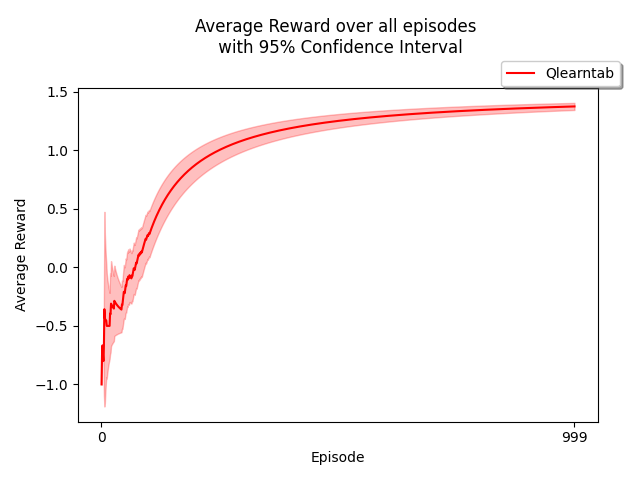 Average Reward over all episodes
with 95% Confidence Interval
Qlearntab
1.5
1.0
0.5
0.0
−0.5
−1.0
Average Reward
0
999
Episode